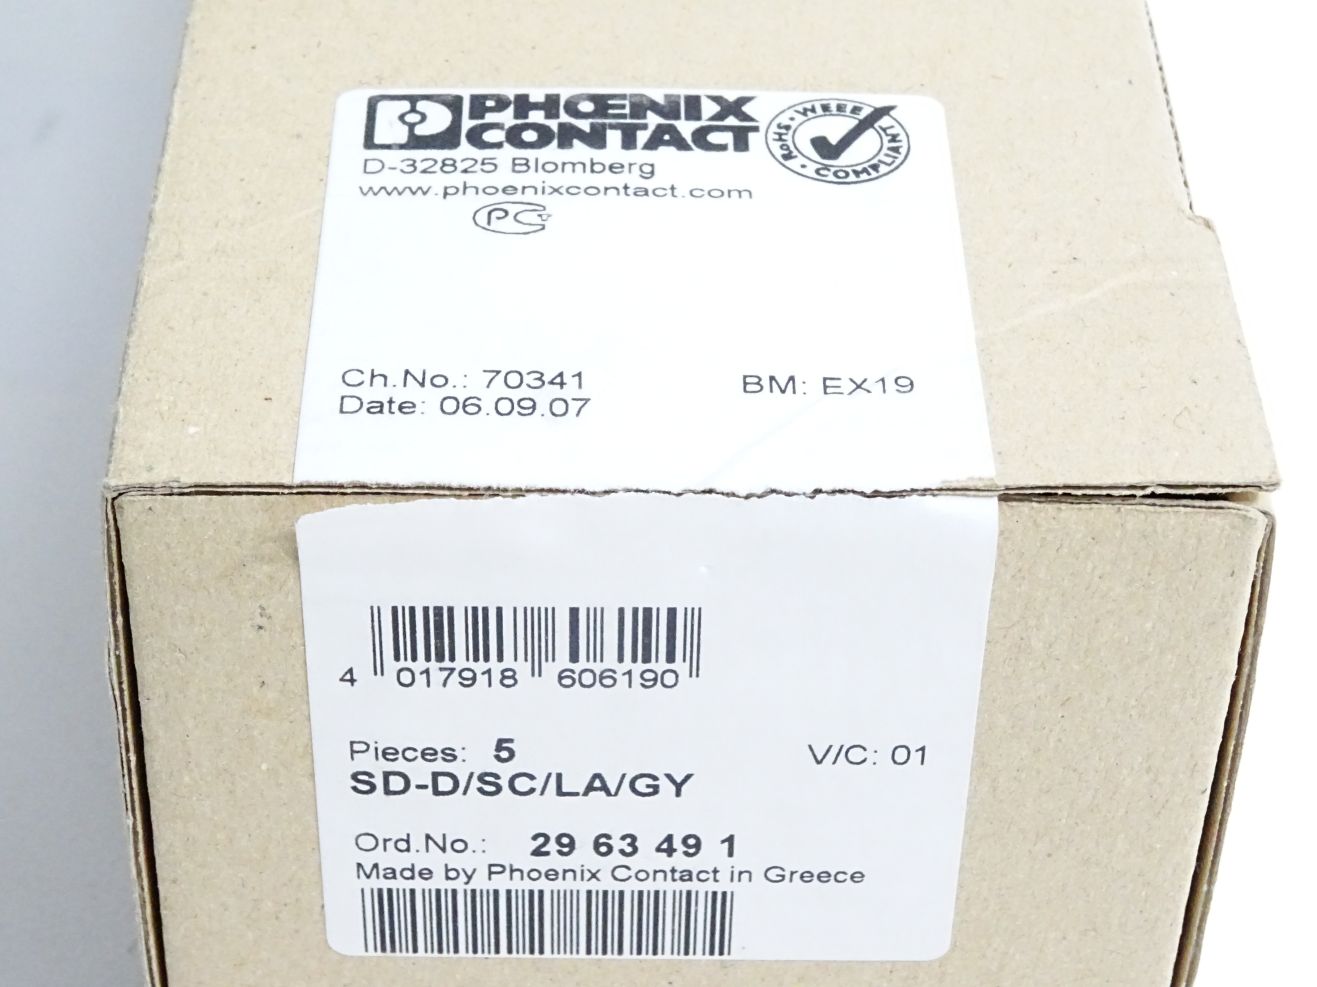 PHŒNIX
CONTACT
WEEE
RoHS
COMPLIANT
D-32825 Blomberg
www.phoenixcontact.com
PCT
Ch.No.: 70341
BM: EX19
Date: 06.09.07
4 017918 606190
Pieces: 5
V/C: 01
SD-D/SC/LA/GY
Ord.No.: 29 63 49 1
Made by Phoenix Contact in Greece